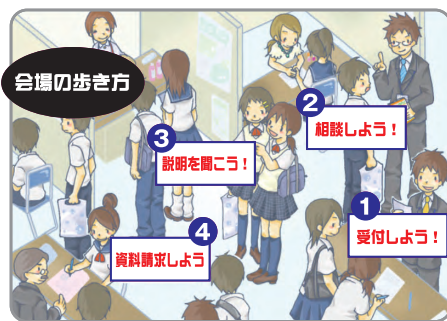 会場の歩き方
1
受付しよう！
2
相談しよう！
3
説明を聞こう！
4
資料請求しよう